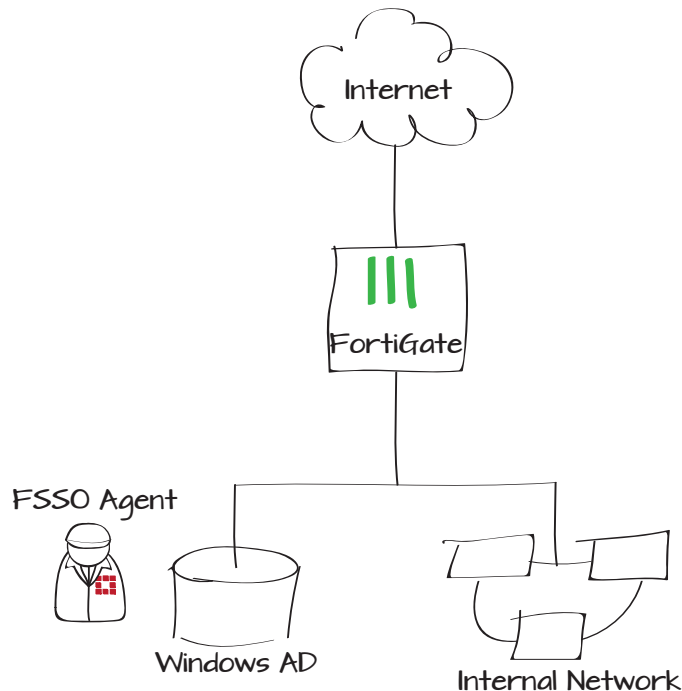 Internet
FortiGate
FSSO Agent
Windows AD
Internal Network